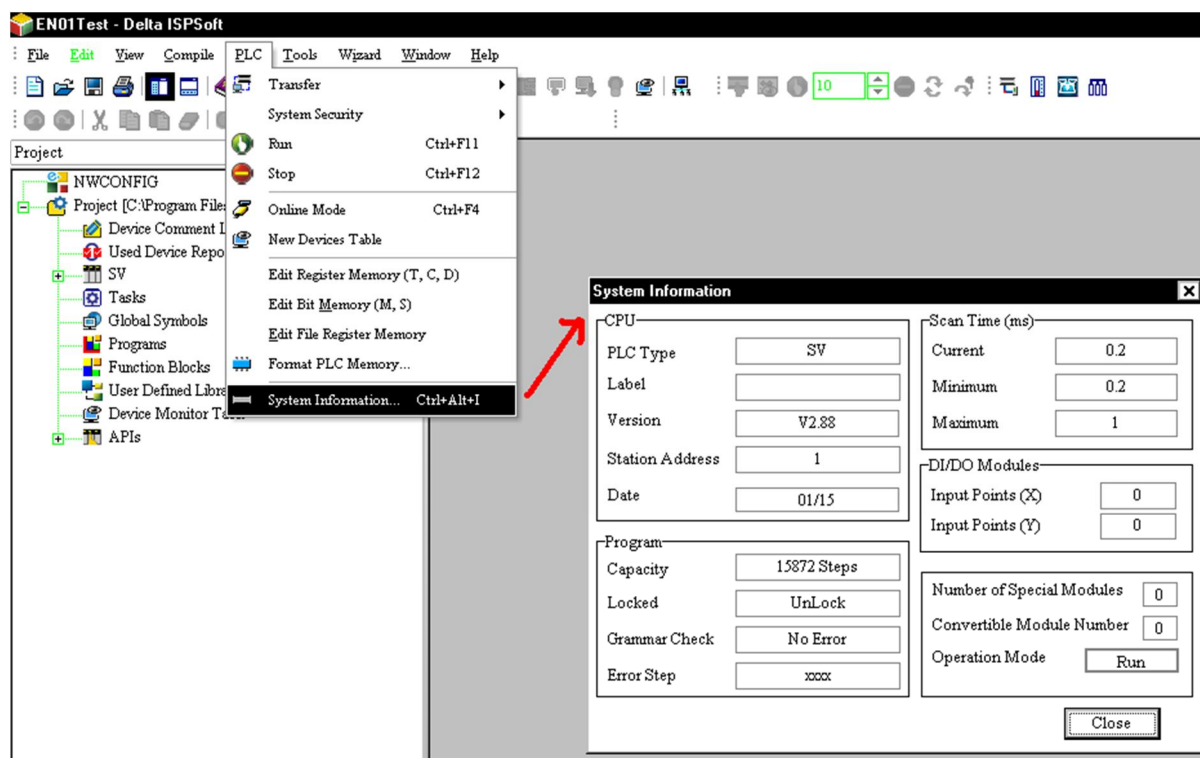 EN01Test - Delta ISPSoft
File Edit View Compile PLC Tools Wizard Window Help
10
Transfer
System Security
Run Ctrl+F11
Stop Ctrl+F12
Online Mode Ctrl+F4
New Devices Table
Edit Register Memory (T, C, D)
Edit Bit Memory (M, S)
Edit File Register Memory
Format PLC Memory...
System Information... Ctrl+Alt+I
Project
NWCONFIG
Project [C:\Program File
Device Comment L
Used Device Repo
SV
Tasks
Global Symbols
Programs
Function Blocks
User Defined Libra
Device Monitor
APIs
System Information
CPU
PLC Type SV
Label
Version V2.88
Station Address 1
Date 01/15
Program
Capacity 15872 Steps
Locked UnLock
Grammar Check No Error
Error Step xxxx
Scan Time (ms)
Current 0.2
Minimum 0.2
Maximum 1
DI/DO Modules
Input Points (X) 0
Input Points (Y) 0
Number of Special Modules 0
Convertible Module Number 0
Operation Mode Run
Close